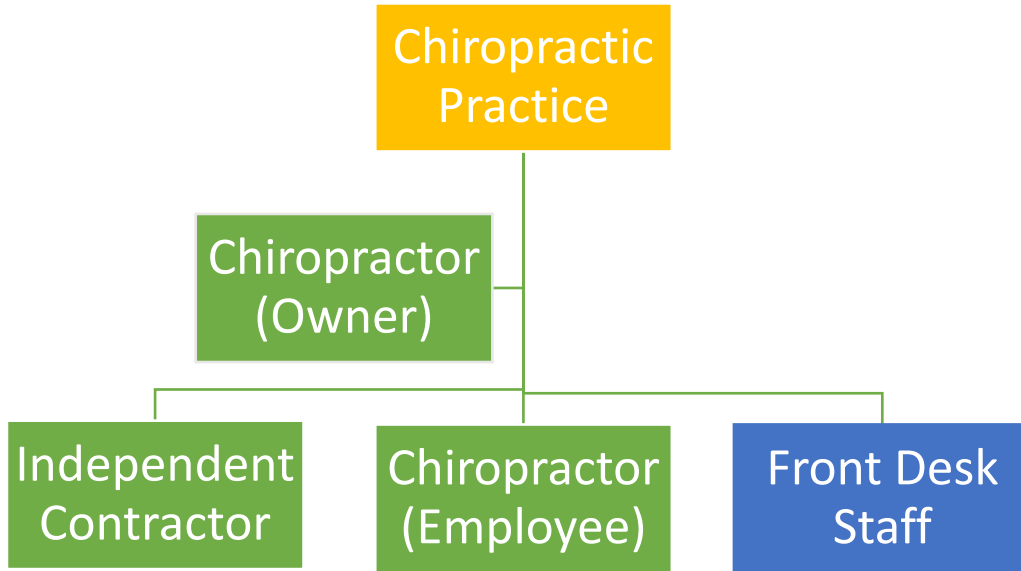 Chiropractic
Practice
Chiropractor
(Owner)
Independent
Contractor
Chiropractor
(Employee)
Front Desk
Staff